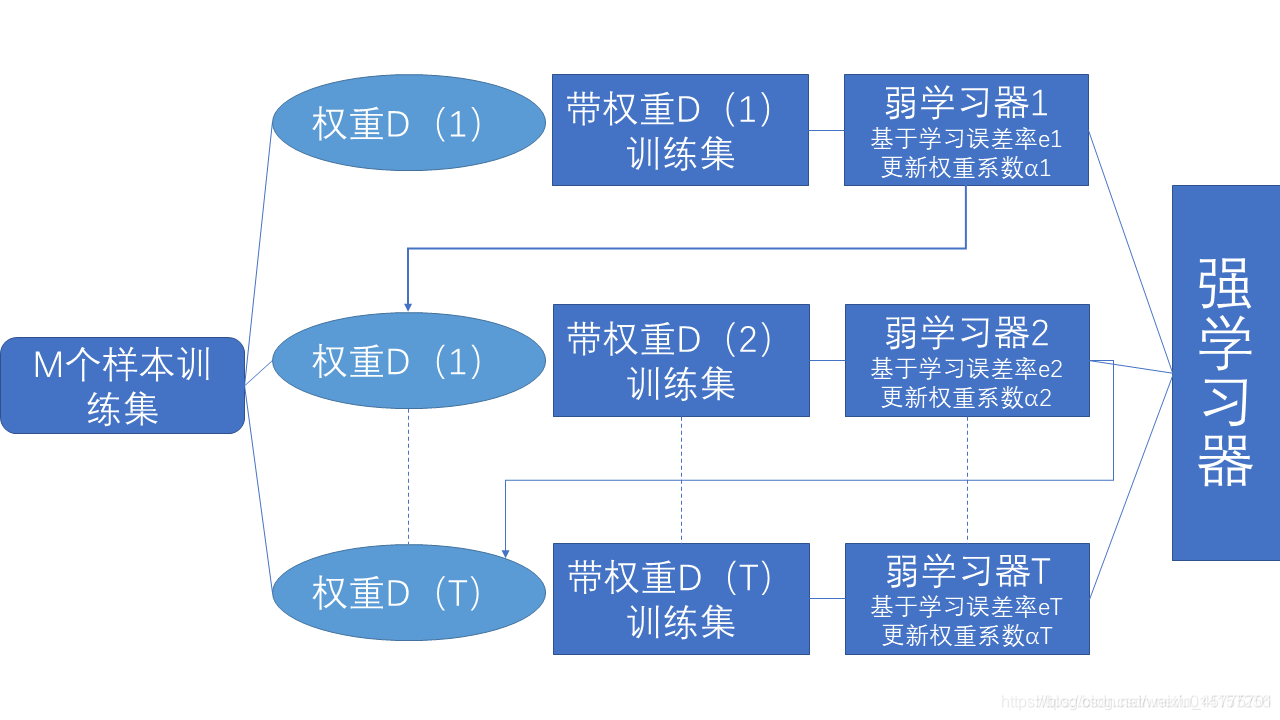 权重D（1）
带权重D（1）
训练集
弱学习器1
基于学习误差率e1
更新权重系数α1
M个样本训
练集
权重D（1）
带权重D（2）
训练集
弱学习器2
基于学习误差率e2
更新权重系数α2
强
学
习
器
权重D（T）
带权重D（T）
训练集
弱学习器T
基于学习误差率eT
更新权重系数αT